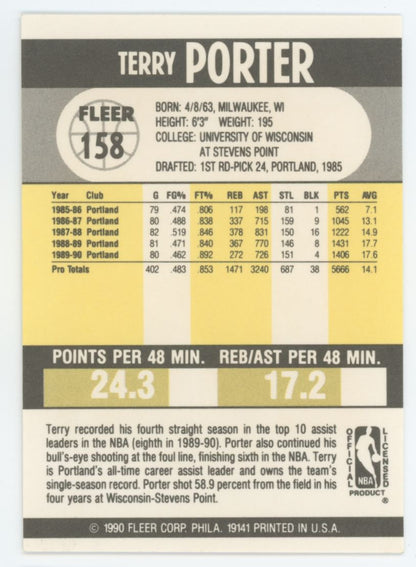 TERRY PORTER
FLEER
158
BORN: 4/8/63, MILWAUKEE, WI
HEIGHT: 6'3" WEIGHT: 195
COLLEGE: UNIVERSITY OF WISCONSIN
AT STEVENS POINT
DRAFTED: 1ST RD-PICK 24, PORTLAND, 1985
Year Club G FG% FT% REB AST STL BLK PTS AVG
1985-86 Portland 79 .474 .806 117 198 81 1 562 7.1
1986-87 Portland 80 .488 .838 337 715 159 9 1045 13.1
1987-88 Portland 82 .519 .846 378 831 150 16 1222 14.9
1988-89 Portland 81 .471 .840 367 770 146 8 1431 17.7
1989-90 Portland 80 .462 .892 272 726 151 4 1406 17.6
Pro Totals 402 .483 .853 1471 3240 687 38 5666 14.1
POINTS PER 48 MIN. REB/AST PER 48 MIN.
24.3 17.2
Terry recorded his fourth straight season in the top 10 assist
leaders in the NBA (eighth in 1989-90). Porter also continued his
bull's-eye shooting at the foul line, finishing sixth in the NBA. Terry
is Portland's all-time career assist leader and owns the team's
single-season record. Porter shot 58.9 percent from the field in his
four years at Wisconsin-Stevens Point.
OFFICIAL
LICENSED
NBA
PRODUCT ®
© 1990 FLEER CORP. PHILA. 19141 PRINTED IN U.S.A.